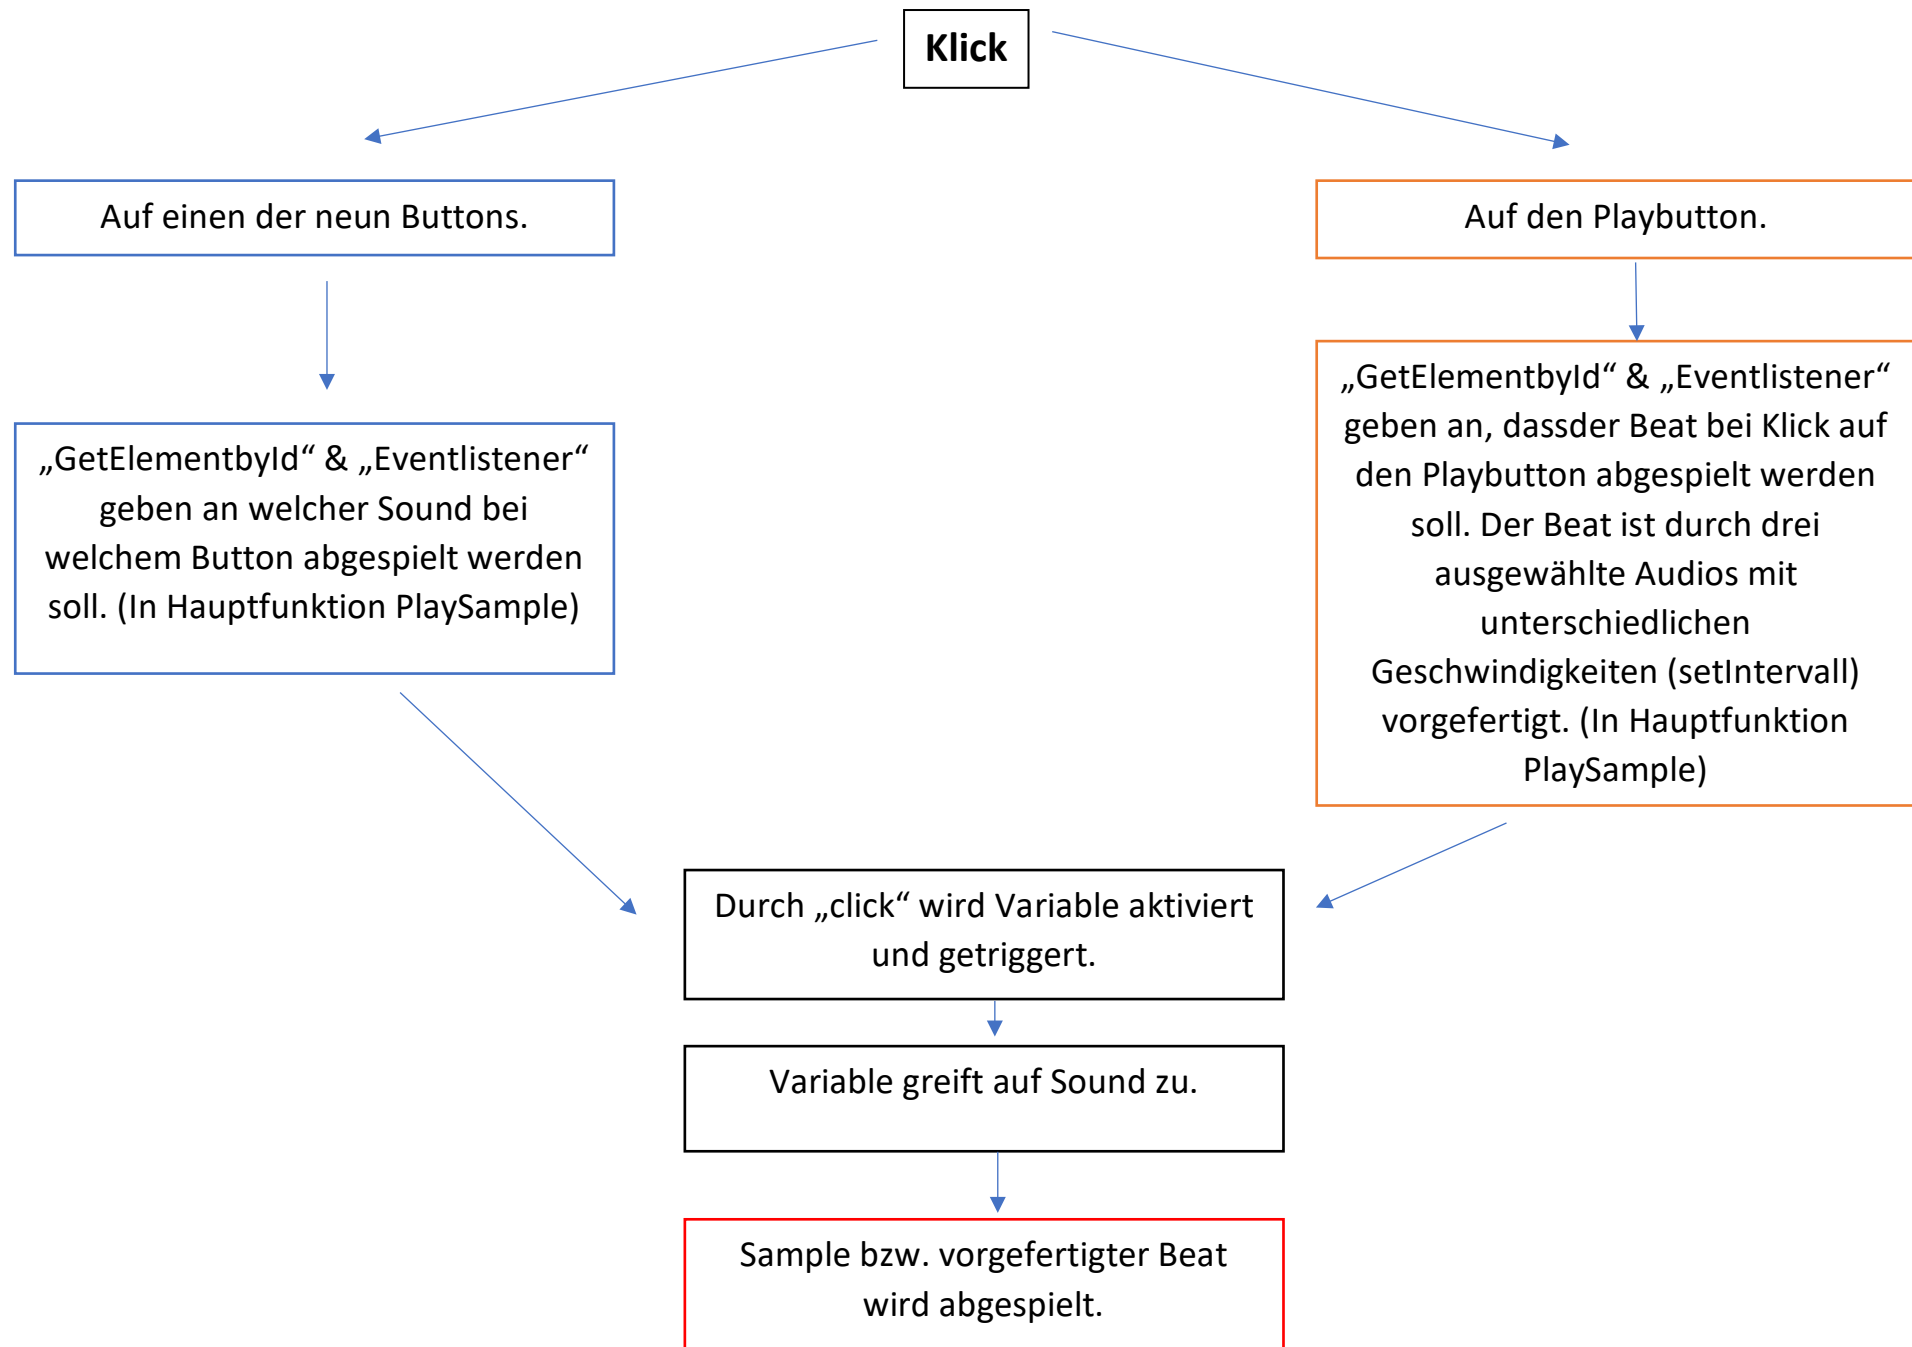 Klick
Auf einen der neun Buttons.
Auf den Playbutton.
„GetElementbyId“ & „Eventlistener“
geben an welcher Sound bei
welchem Button abgespielt werden
soll. (In Hauptfunktion PlaySample)
„GetElementbyId“ & „Eventlistener“
geben an, dassder Beat bei Klick auf
den Playbutton abgespielt werden
soll. Der Beat ist durch drei
ausgewählte Audios mit
unterschiedlichen
Geschwindigkeiten (setIntervall)
vorgefertigt. (In Hauptfunktion
PlaySample)
Durch „click“ wird Variable aktiviert
und getriggert.
Variable greift auf Sound zu.
Sample bzw. vorgefertigter Beat
wird abgespielt.